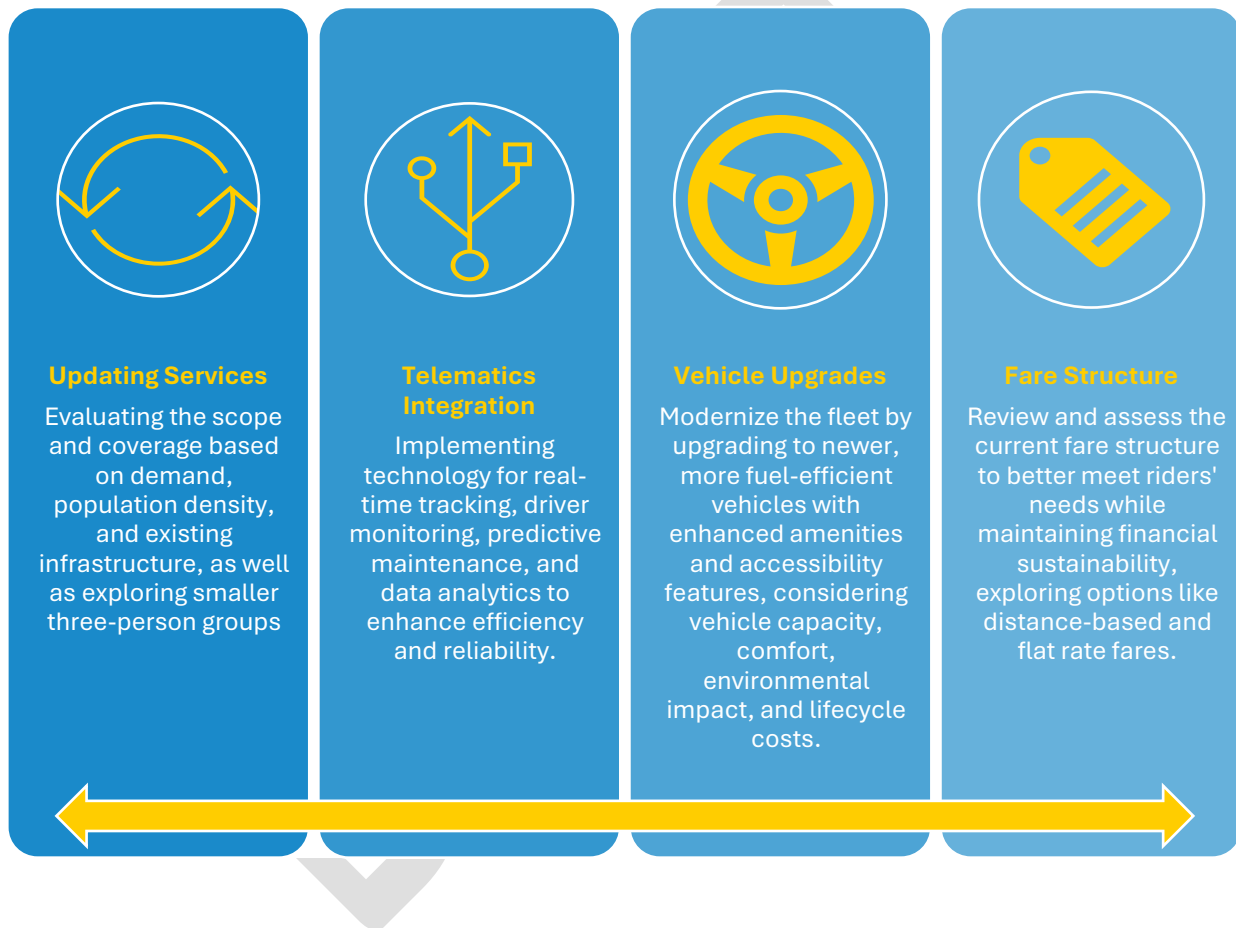 Updating Services
Evaluating the scope
and coverage based
on demand,
population density,
and existing
infrastructure, as well
as exploring smaller
three-person groups
Telematics
Integration
Implementing
technology for real-
time tracking, driver
monitoring, predictive
maintenance, and
data analytics to
enhance efficiency
and reliability.
Vehicle Upgrades
Modernize the fleet by
upgrading to newer,
more fuel-efficient
vehicles with
enhanced amenities
and accessibility
features, considering
vehicle capacity,
comfort,
environmental
impact, and lifecycle
costs.
Fare Structure
Review and assess the
current fare structure
to better meet riders'
needs while
maintaining financial
sustainability,
exploring options like
distance-based and
flat rate fares.